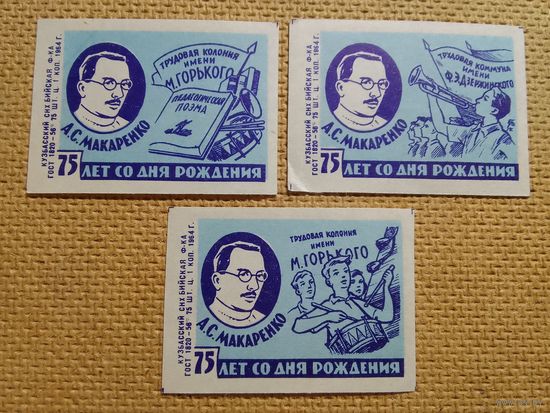 КУЗБАССКИЙ СНХ БИЙСКАЯ Ф-КА
ГОСТ 1820-56 75 ШТ. Ц. 1 КОП. 1964 Г.
ТРУДОВАЯ КОЛОНИЯ
ИМЕНИ
М. ГОРЬКОГО
ПЕДАГОГИЧЕСКАЯ
ПОЭМА
А.С. МАКАРЕНКО
75 ЛЕТ СО ДНЯ РОЖДЕНИЯ
КУЗБАССКИЙ СНХ БИЙСКАЯ Ф-КА
ГОСТ 1820-56 75 ШТ. Ц. 1 КОП. 1964 Г.
ТРУДОВАЯ КОММУНА
ИМЕНИ
Ф.Э. ДЗЕРЖИНСКОГО
А.С. МАКАРЕНКО
75 ЛЕТ СО ДНЯ РОЖДЕНИЯ
КУЗБАССКИЙ СНХ БИЙСКАЯ Ф-КА
ГОСТ 1820-56 75 ШТ. Ц. 1 КОП. 1964 Г.
ТРУДОВАЯ КОЛОНИЯ
ИМЕНИ
М. ГОРЬКОГО
А.С. МАКАРЕНКО
75 ЛЕТ СО ДНЯ РОЖДЕНИЯ